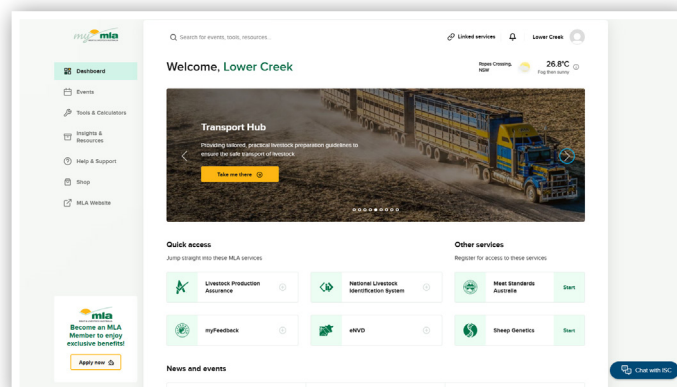 my mla
Search for events, tools, resources...
Linked services
Lower Creek
Welcome, Lower Creek
Ropes Crossing,
NSW
26.8°C
Fog then sunny
Dashboard
Events
Tools & Calculators
Insights &
Resources
Help & Support
Shop
MLA Website
Transport Hub
Providing tailored, practical livestock preparation guidelines to
ensure the safe transport of livestock.
Take me there
Quick access
Jump straight into these MLA services
Livestock Production
Assurance
National Livestock
Identification System
myFeedback
eNVD
Other services
Register for access to these services
Meat Standards
Australia
Start
Sheep Genetics
Start
mla
Become an MLA
Member to enjoy
exclusive benefits!
Apply now
News and events
Chat with ISC